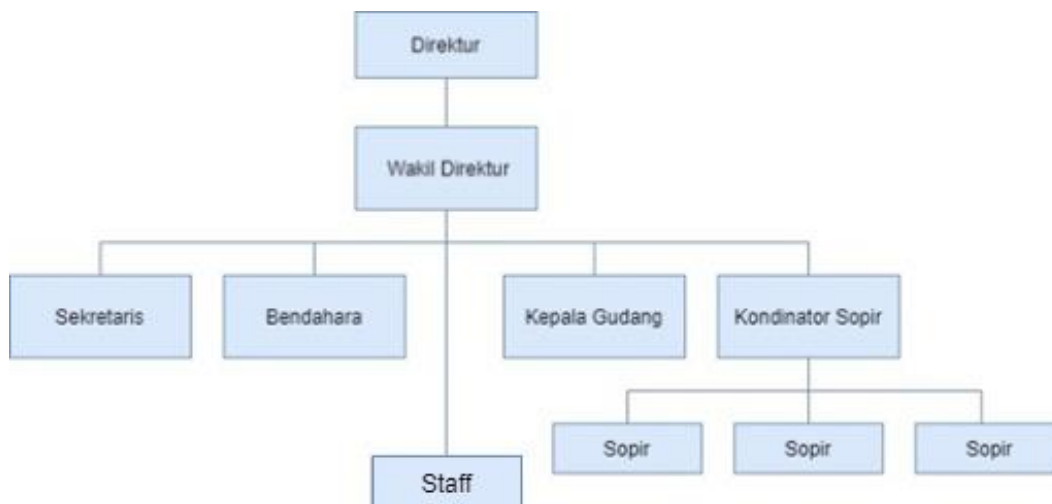 Direktur
Wakil Direktur
Sekretaris
Bendahara
Kepala Gudang
Kondinator Sopir
Sopir
Sopir
Sopir
Staff